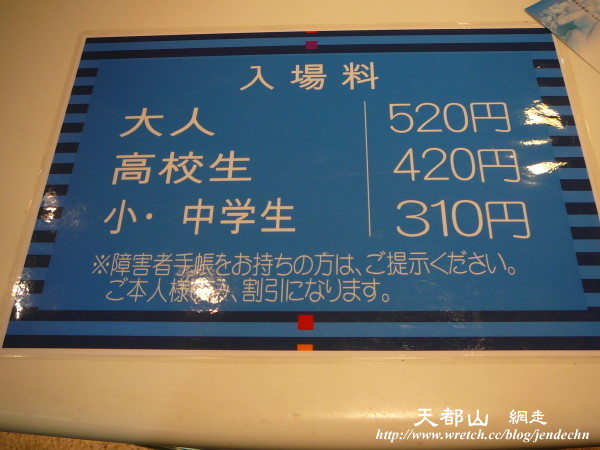 入場料
大人 520円
高校生 420円
小・中学生 310円
※障害者手帳をお持ちの方は、ご提示ください。
ご本人様のみ、割引になります。
天都山 網走
http://www.wretch.cc/blog/jendechn